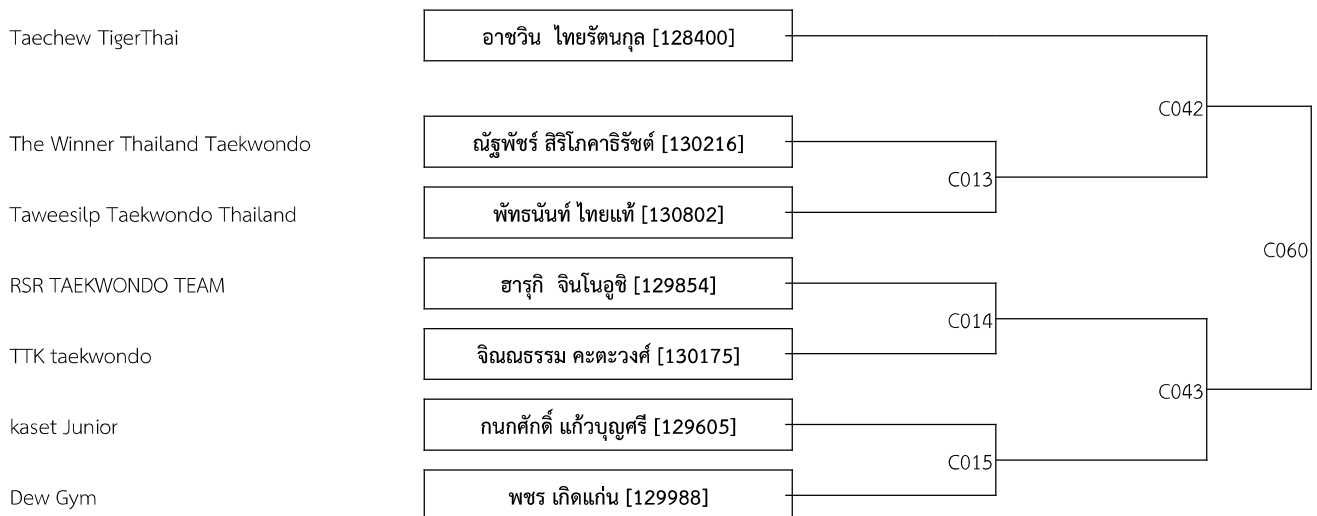 Taechew TigerThai อาชวิน ไทยรัตนกุล [128400]
C042
The Winner Thailand Taekwondo ณัฐพัชร์ สิริโภคาธิรัชต์ [130216]
C013
Taweesilp Taekwondo Thailand พัทธนันท์ ไทยแท้ [130802]
C060
RSR TAEKWONDO TEAM ฮารุกิ จินโนอูชิ [129854]
C014
TTK taekwondo จิณณธรรม คะตะวงศ์ [130175]
C043
kaset Junior กนกศักดิ์ แก้วบุญศรี [129605]
C015
Dew Gym พชร เกิดแก่น [129988]